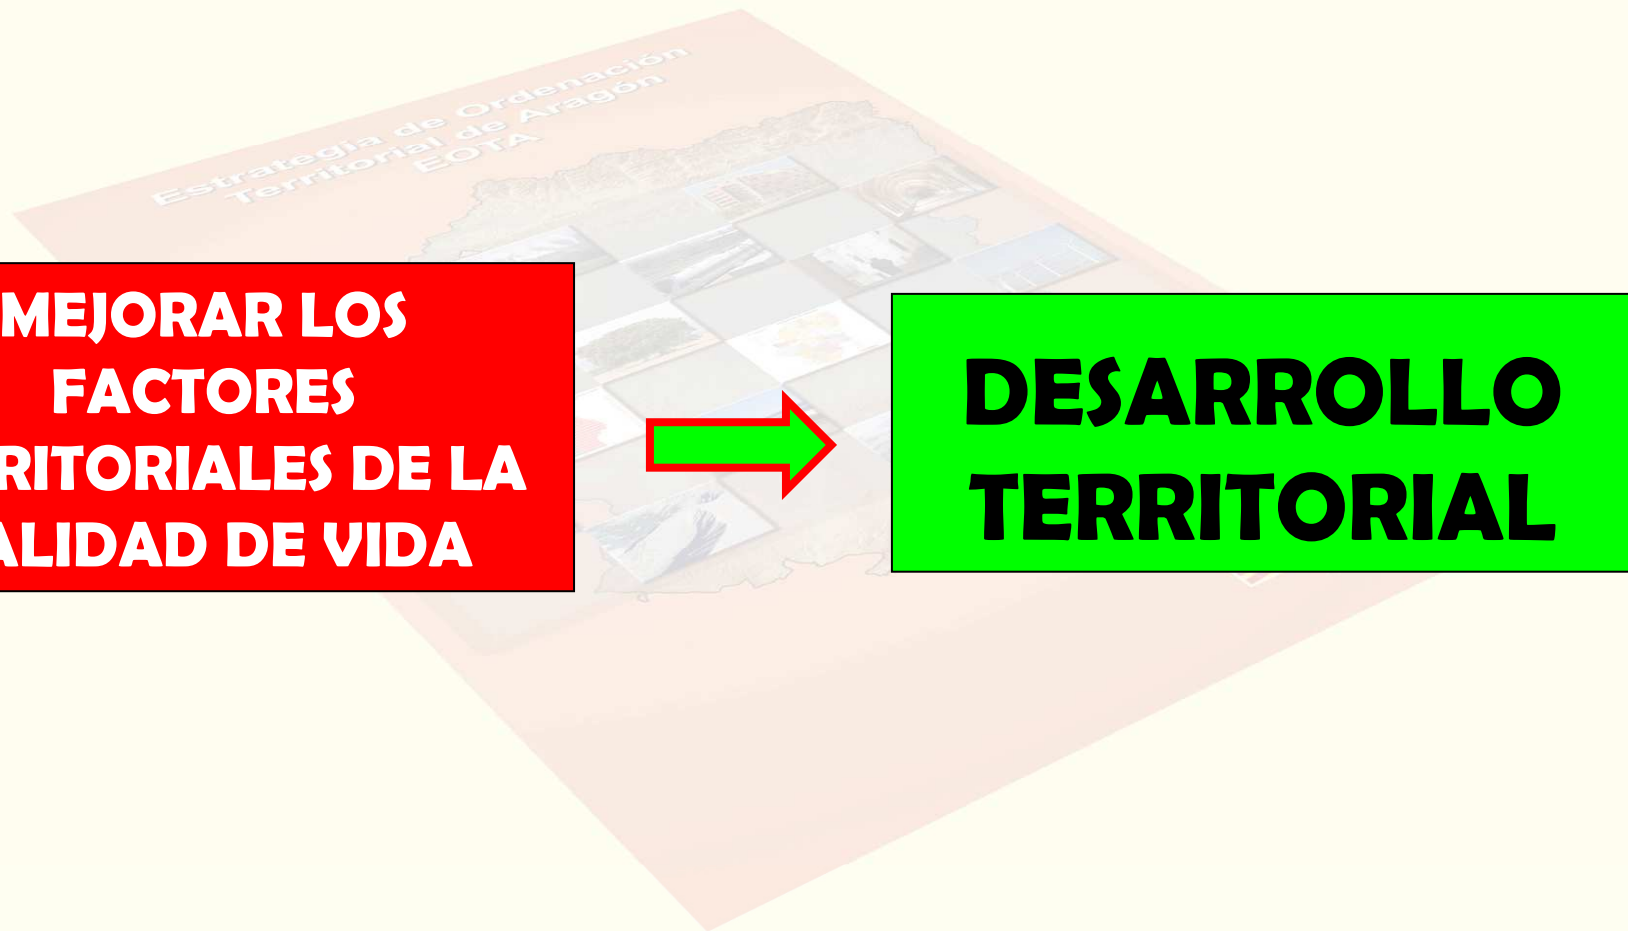 Estrategia de Ordenación
Territorial de Aragón
EOTA
MEJORAR LOS
FACTORES
RITORIALES DE LA
ALIDAD DE VIDA
DESARROLLO
TERRITORIAL